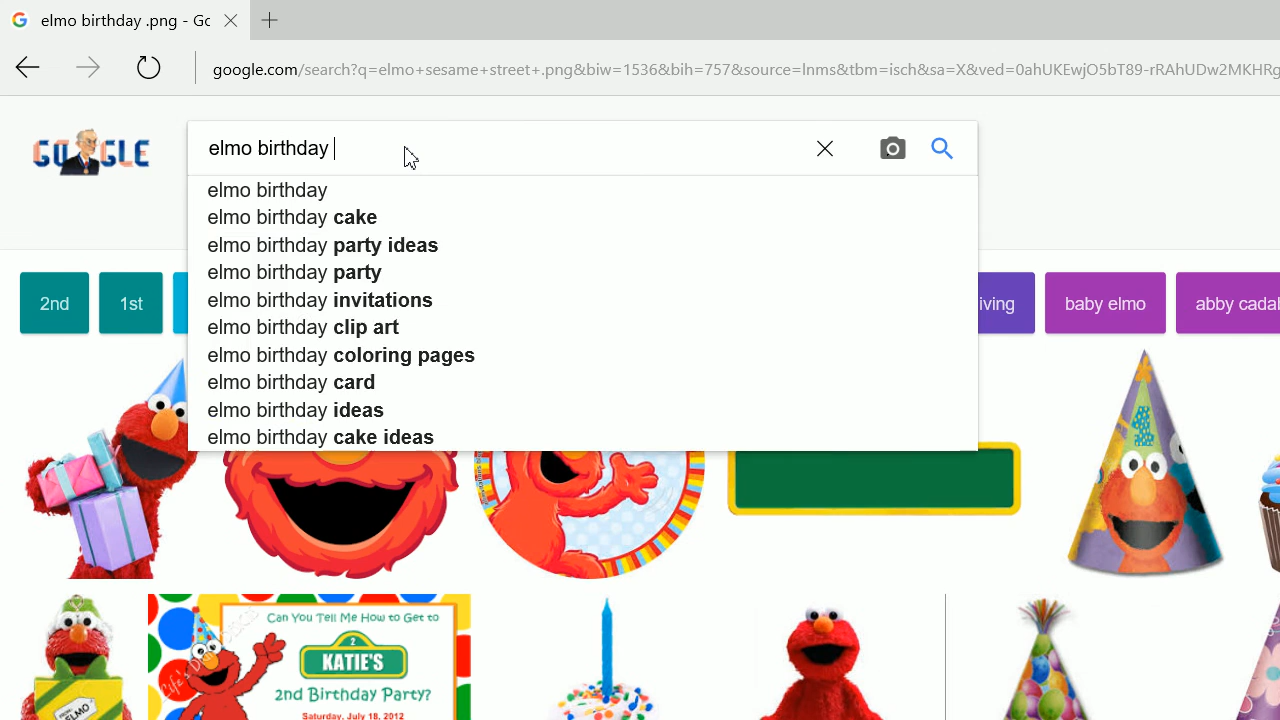 elmo birthday .png - Gc
google.com/search?q=elmo+sesame+street+.png&biw=1536&bih=757&source=lnms&tbm=isch&sa=X&ved=0ahUKEwjO5bT89-rRAhUDw2MKHRg
GOOGLE
elmo birthday
elmo birthday
elmo birthday cake
elmo birthday party ideas
elmo birthday party
elmo birthday invitations
elmo birthday clip art
elmo birthday coloring pages
elmo birthday card
elmo birthday ideas
elmo birthday cake ideas
2nd
1st
iving
baby elmo
abby cadal
1
Can You Tell Me How to Get to
2
KATIE'S
2nd Birthday Party?
Saturday, July 18, 2012
ELMO